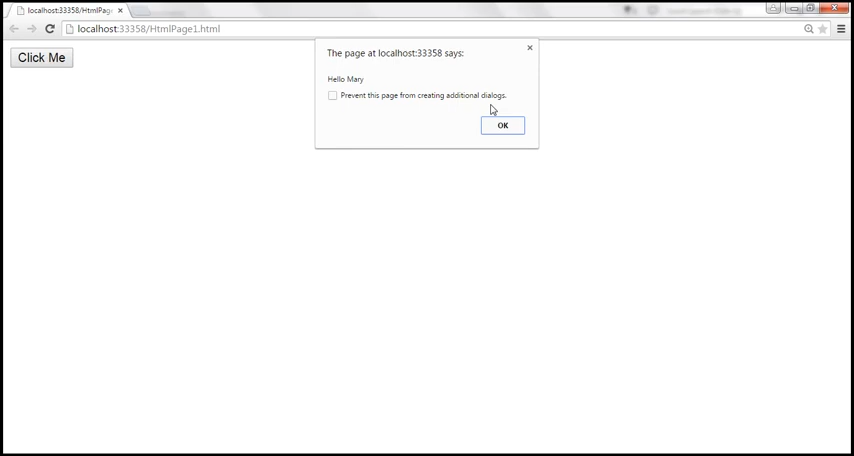 localhost:33358/HtmlPag
localhost:33358/HtmlPage1.html
Click Me
The page at localhost:33358 says:
Hello Mary
Prevent this page from creating additional dialogs.
OK